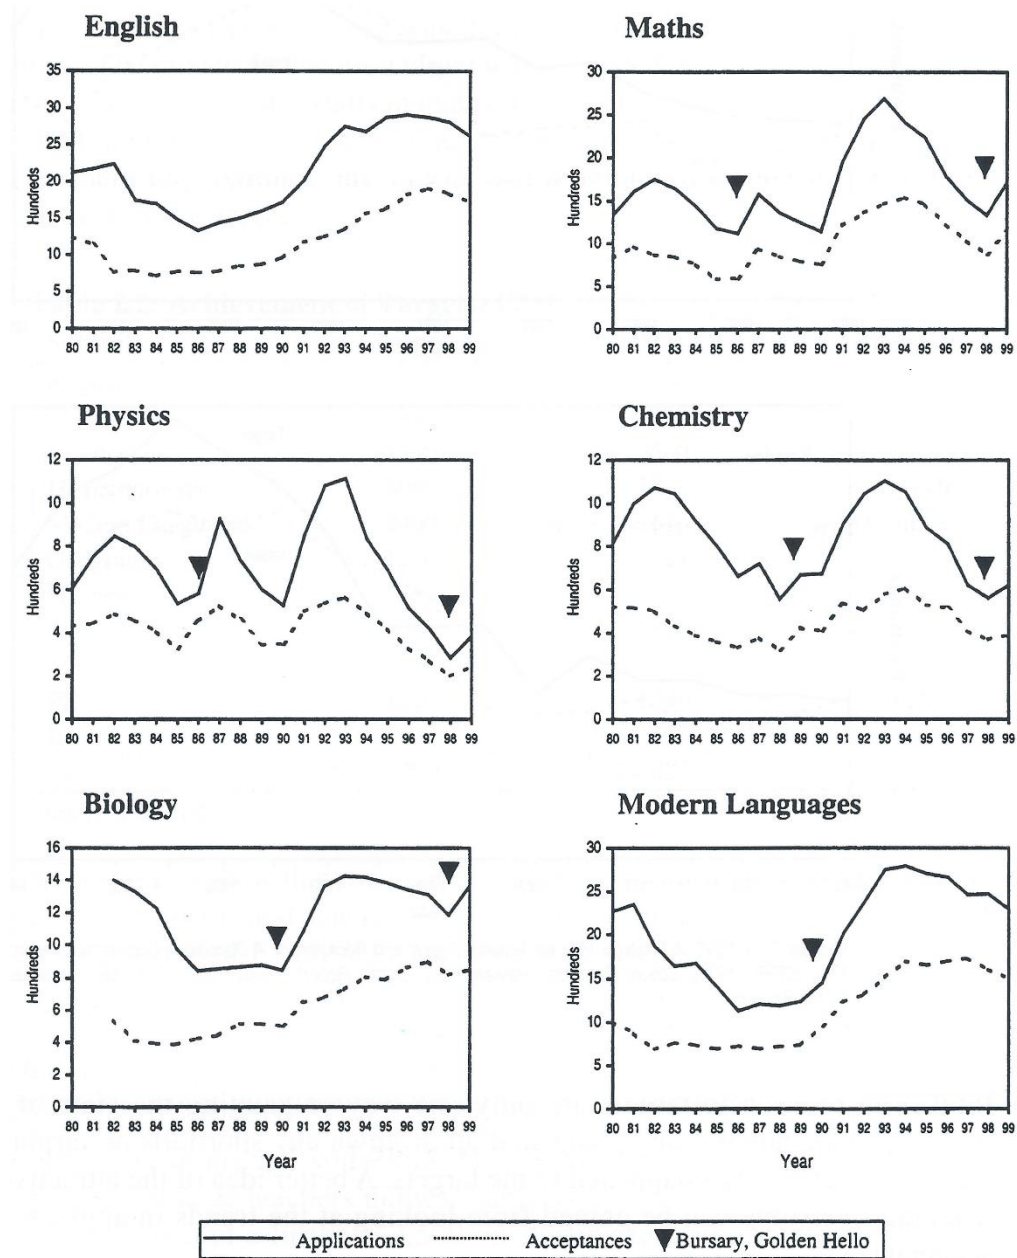 English
Hundreds
35
30
25
20
15
10
5
0
80 81 82 83 84 85 86 87 88 89 90 91 92 93 94 95 96 97 98 99
Maths
Hundreds
30
25
20
15
10
5
0
80 81 82 83 84 85 86 87 88 89 90 91 92 93 94 95 96 97 98 99
Physics
Hundreds
12
10
8
6
4
2
0
80 81 82 83 84 85 86 87 88 89 90 91 92 93 94 95 96 97 98 99
Chemistry
Hundreds
12
10
8
6
4
2
0
80 81 82 83 84 85 86 87 88 89 90 91 92 93 94 95 96 97 98 99
Biology
Hundreds
16
14
12
10
8
6
4
2
0
80 81 82 83 84 85 86 87 88 89 90 91 92 93 94 95 96 97 98 99
Year
Modern Languages
Hundreds
30
25
20
15
10
5
0
80 81 82 83 84 85 86 87 88 89 90 91 92 93 94 95 96 97 98 99
Year
Applications Acceptances Bursary, Golden Hello